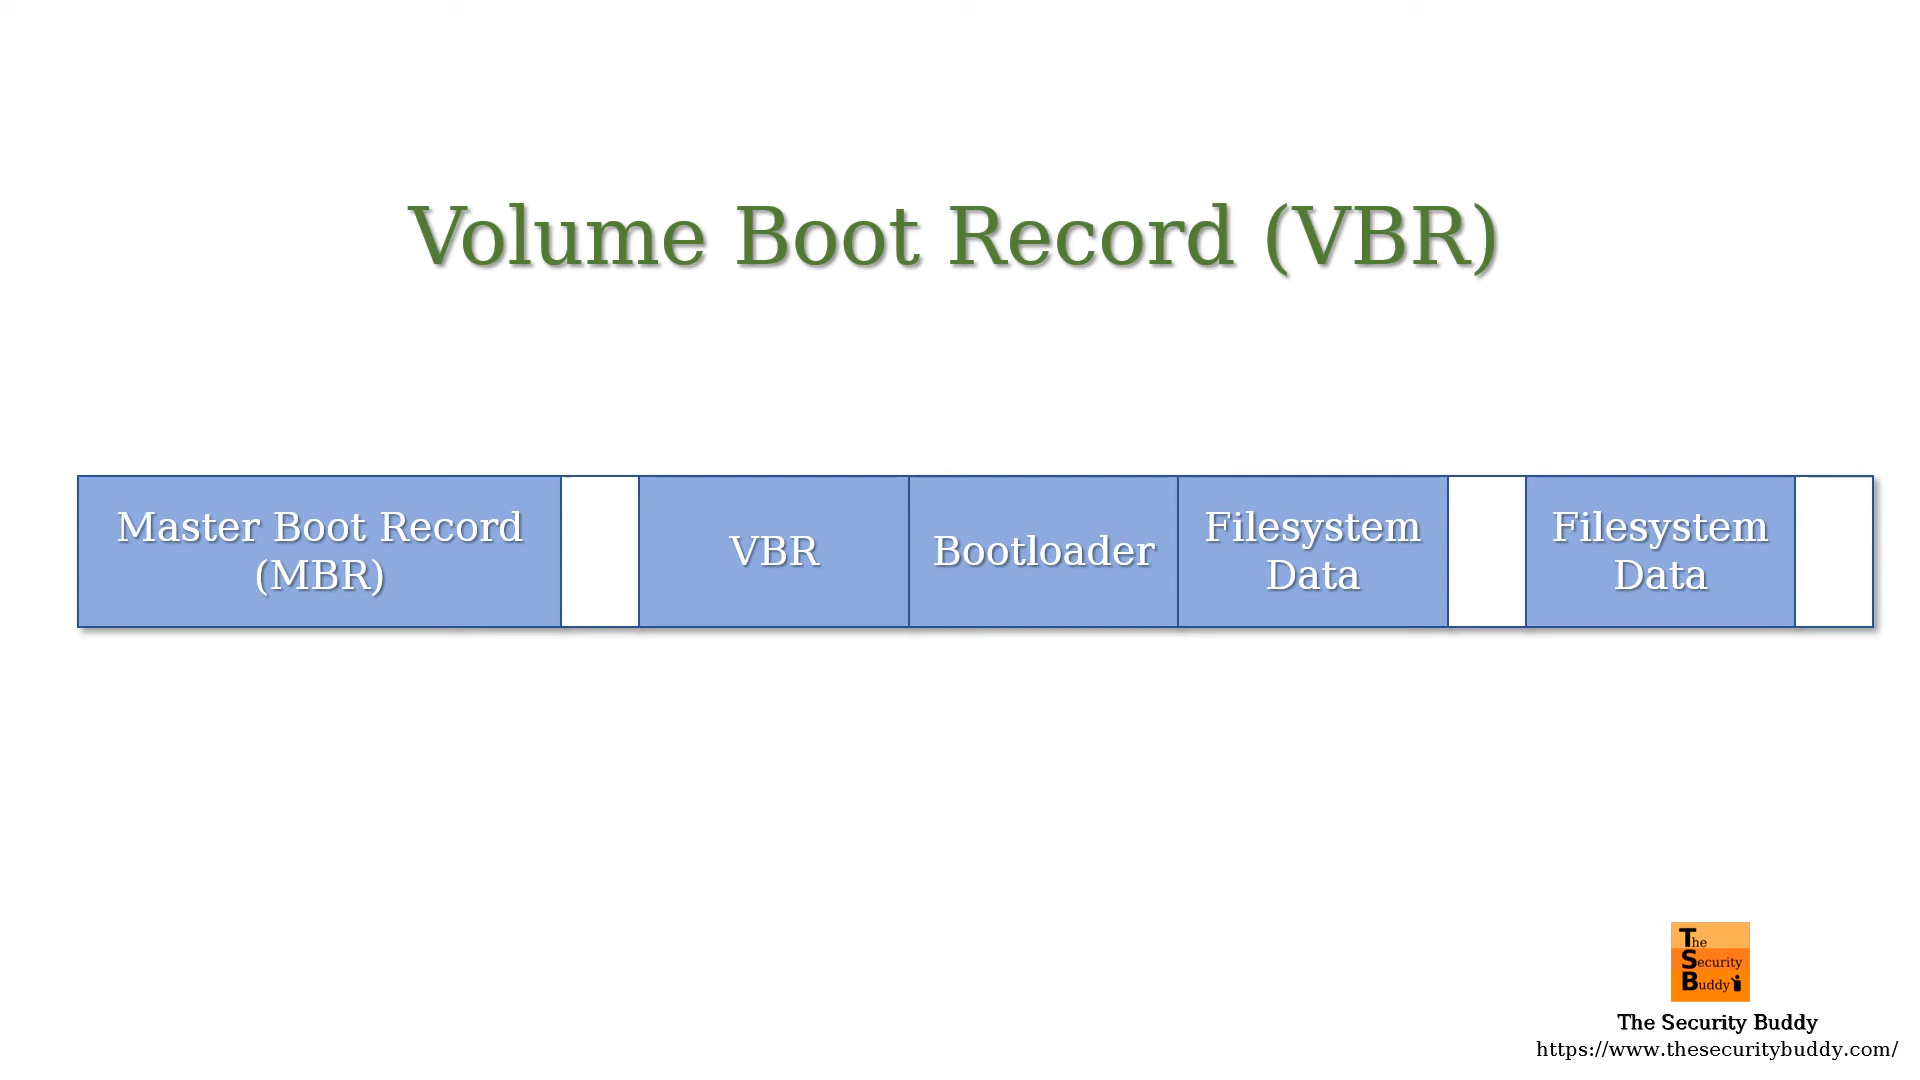 Volume Boot Record (VBR)
Master Boot Record
(MBR)
VBR
Bootloader
Filesystem
Data
Filesystem
Data
The
Security
Buddy
The Security Buddy
https://www.thesecuritybuddy.com/